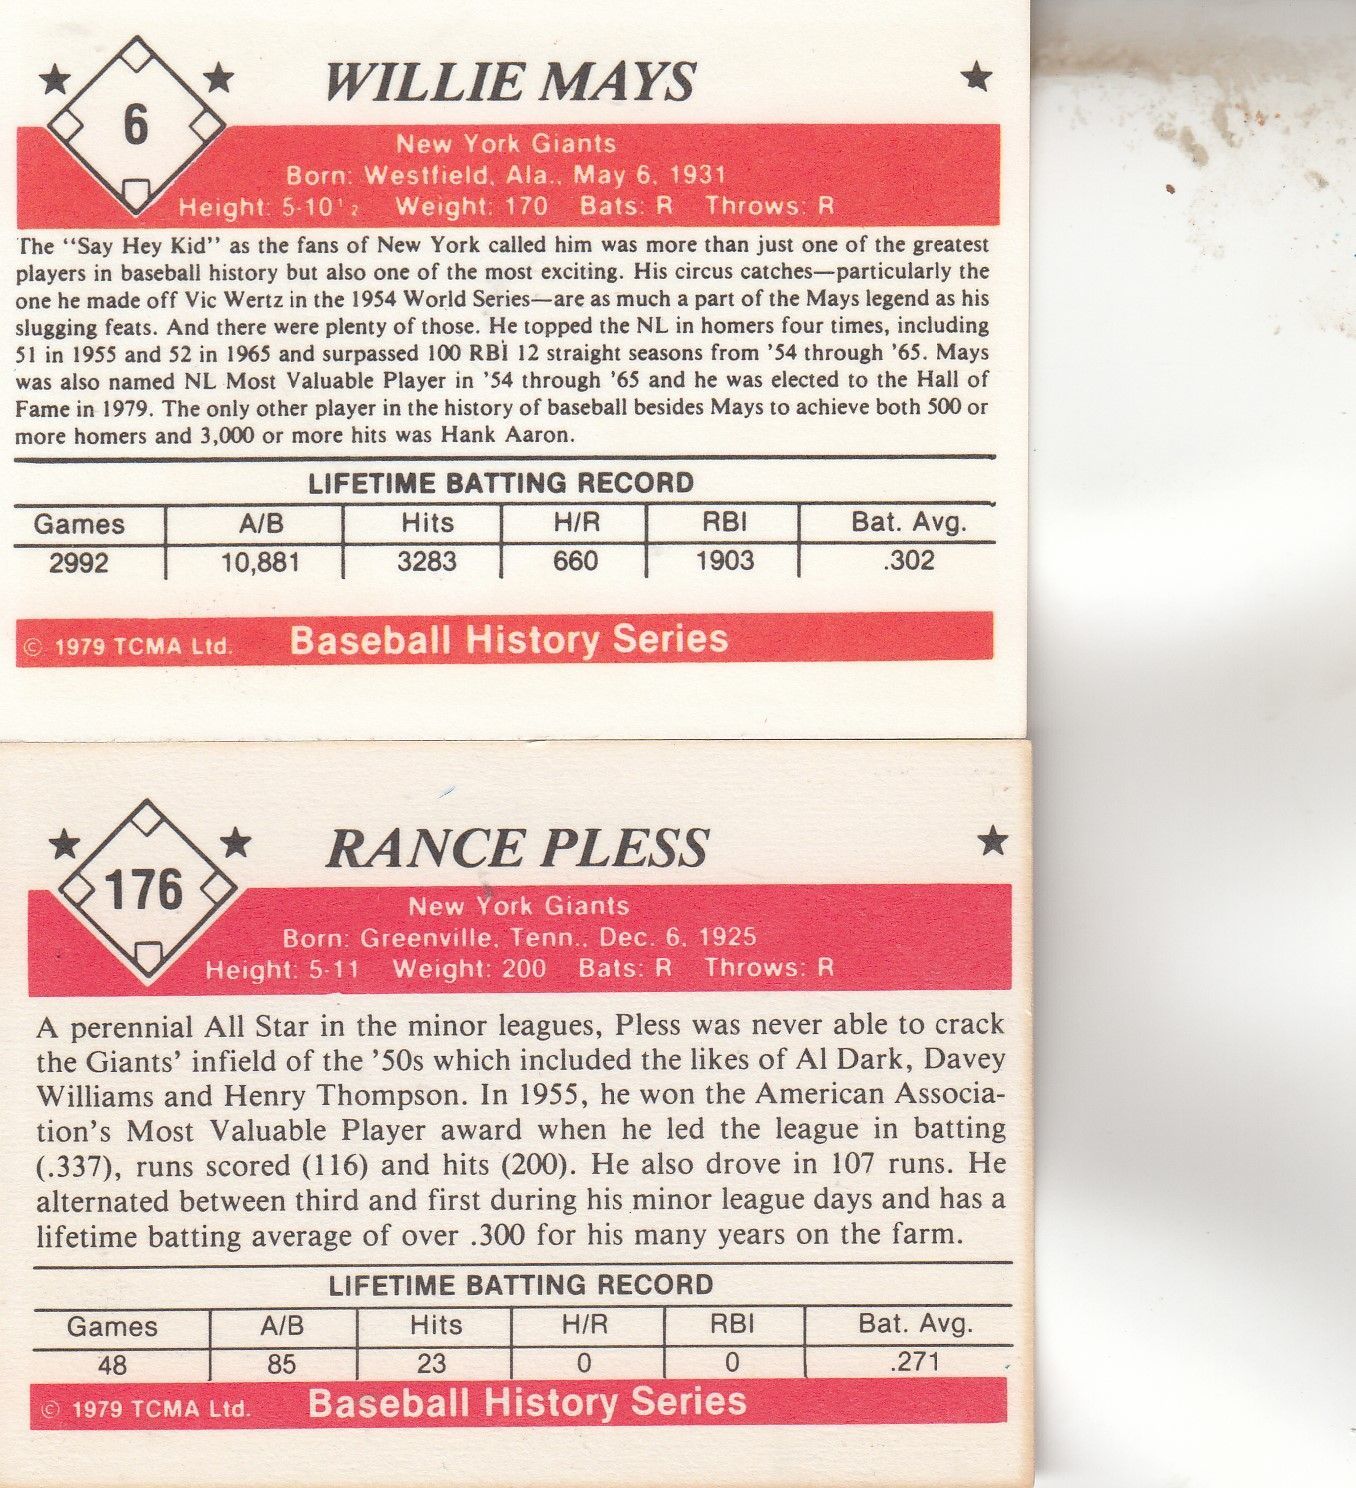 6
WILLIE MAYS
New York Giants
Born: Westfield, Ala., May 6, 1931
Height: 5-10½ Weight: 170 Bats: R Throws: R
The "Say Hey Kid" as the fans of New York called him was more than just one of the greatest
players in baseball history but also one of the most exciting. His circus catches—particularly the
one he made off Vic Wertz in the 1954 World Series—are as much a part of the Mays legend as his
slugging feats. And there were plenty of those. He topped the NL in homers four times, including
51 in 1955 and 52 in 1965 and surpassed 100 RBI 12 straight seasons from '54 through '65. Mays
was also named NL Most Valuable Player in '54 through '65 and he was elected to the Hall of
Fame in 1979. The only other player in the history of baseball besides Mays to achieve both 500 or
more homers and 3,000 or more hits was Hank Aaron.
LIFETIME BATTING RECORD
Games A/B Hits H/R RBI Bat. Avg.
2992 10,881 3283 660 1903 .302
© 1979 TCMA Ltd. Baseball History Series
176
RANCE PLESS
New York Giants
Born: Greenville, Tenn., Dec. 6, 1925
Height: 5-11 Weight: 200 Bats: R Throws: R
A perennial All Star in the minor leagues, Pless was never able to crack
the Giants' infield of the '50s which included the likes of Al Dark, Davey
Williams and Henry Thompson. In 1955, he won the American Associa-
tion's Most Valuable Player award when he led the league in batting
(.337), runs scored (116) and hits (200). He also drove in 107 runs. He
alternated between third and first during his minor league days and has a
lifetime batting average of over .300 for his many years on the farm.
LIFETIME BATTING RECORD
Games A/B Hits H/R RBI Bat. Avg.
48 85 23 0 0 .271
© 1979 TCMA Ltd. Baseball History Series